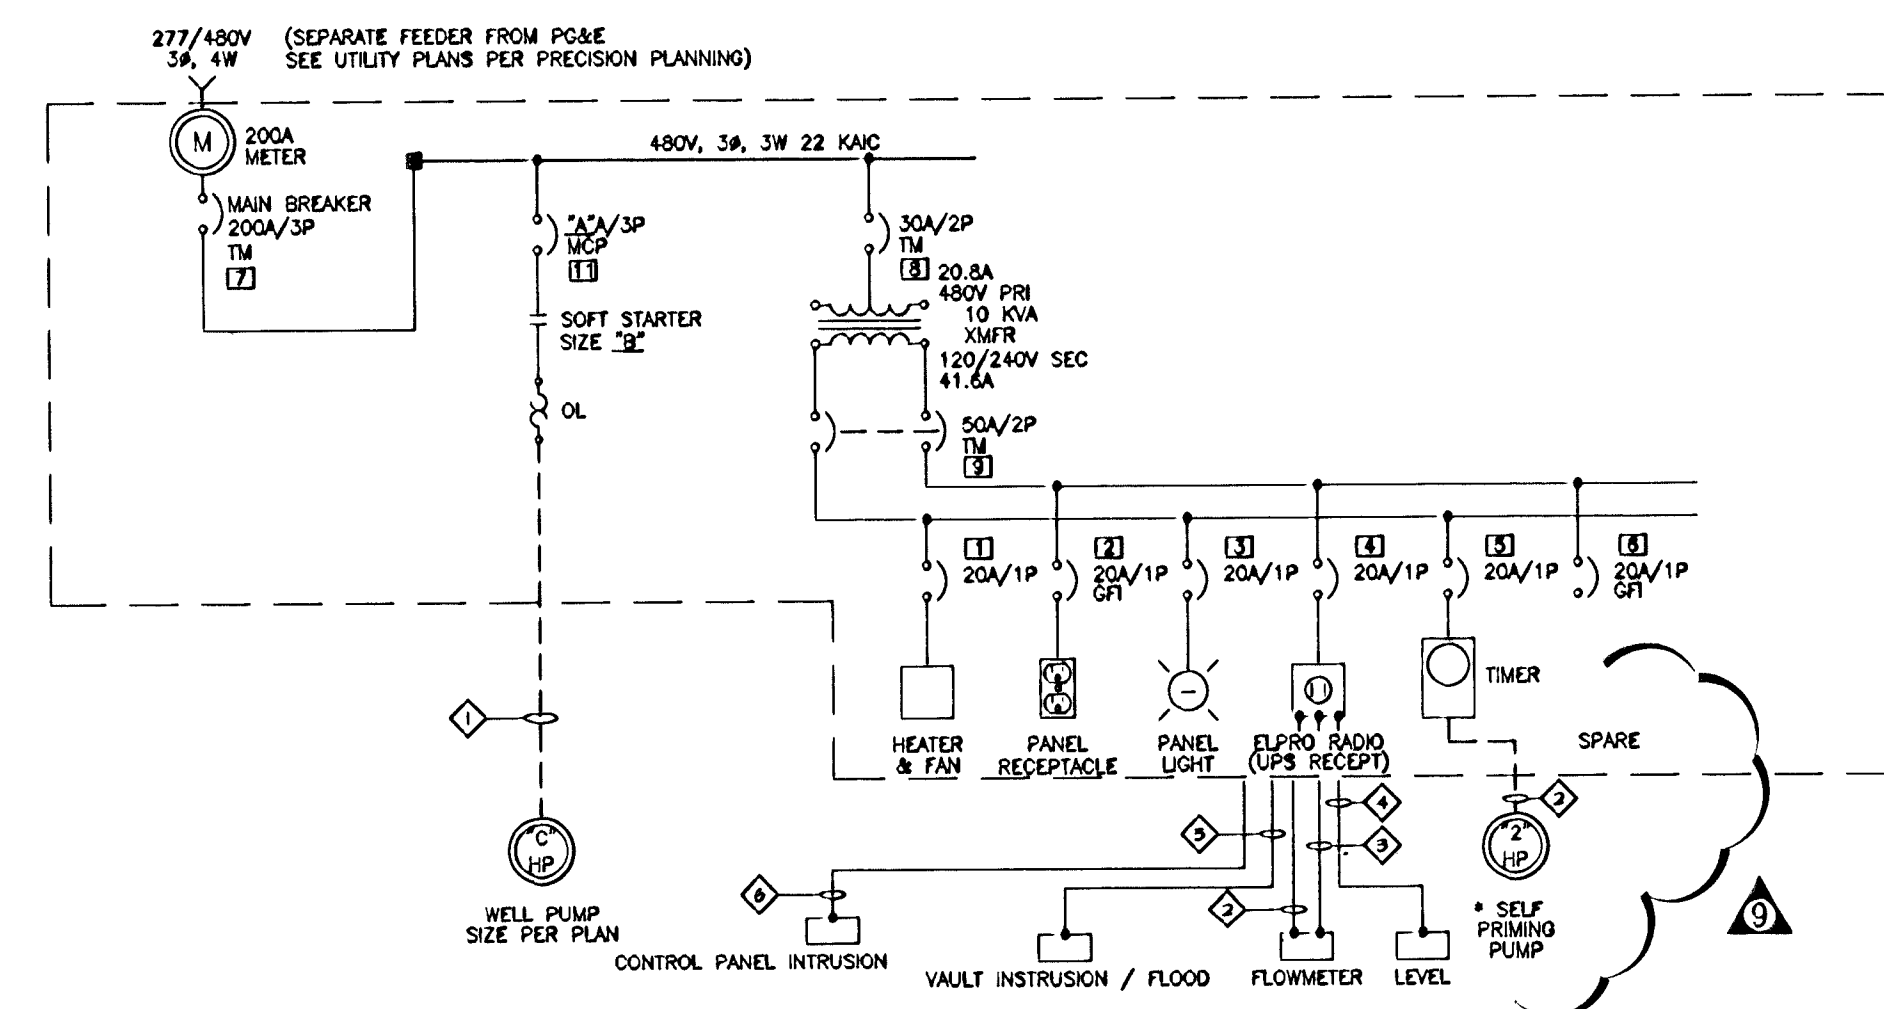 277/480V (SEPARATE FEEDER FROM PG&E
3ø, 4W SEE UTILITY PLANS PER PRECISION PLANNING)
M
200A
METER
MAIN BREAKER
200A/3P
TM
7
480V, 3ø, 3W 22 KAIC
"A"A/3P
MCP
11
SOFT STARTER
SIZE "B"
OL
30A/2P
TM
8
20.8A
480V PRI
10 KVA
XMFR
120/240V SEC
41.6A
50A/2P
TM
9
1
20A/1P
2
20A/1P
GFI
3
20A/1P
4
20A/1P
5
20A/1P
6
20A/1P
GFI
TIMER
HEATER
& FAN
PANEL
RECEPTACLE
PANEL
LIGHT
ELPRO RADIO
(UPS RECEPT)
SPARE
1
"C"
HP
WELL PUMP
SIZE PER PLAN
4
5
3
2
6
2
"2"
HP
* SELF
PRIMING
PUMP
9
CONTROL PANEL INTRUSION
VAULT INSTRUSION / FLOOD
FLOWMETER
LEVEL